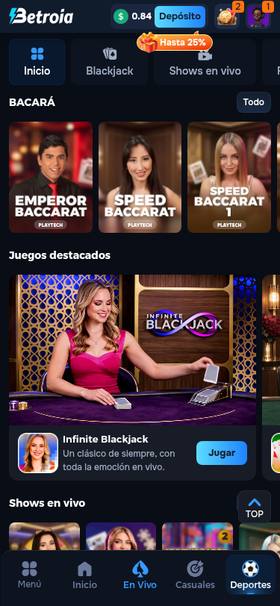 Betroia
$ 0.84 Depósito
2
1
Hasta 25%
Inicio
Blackjack
Shows en vivo
BACARÁ
Todo
EMPEROR
BACCARAT
PLAYTECH
SPEED
BACCARAT
PLAYTECH
SPEED
BACCARAT
1
PLAYTECH
Juegos destacados
INFINITE
BLACKJACK
Infinite Blackjack
Un clásico de siempre, con
toda la emoción en vivo.
Jugar
Shows en vivo
TOP
2
Menú
Inicio
En Vivo
Casuales
Deportes